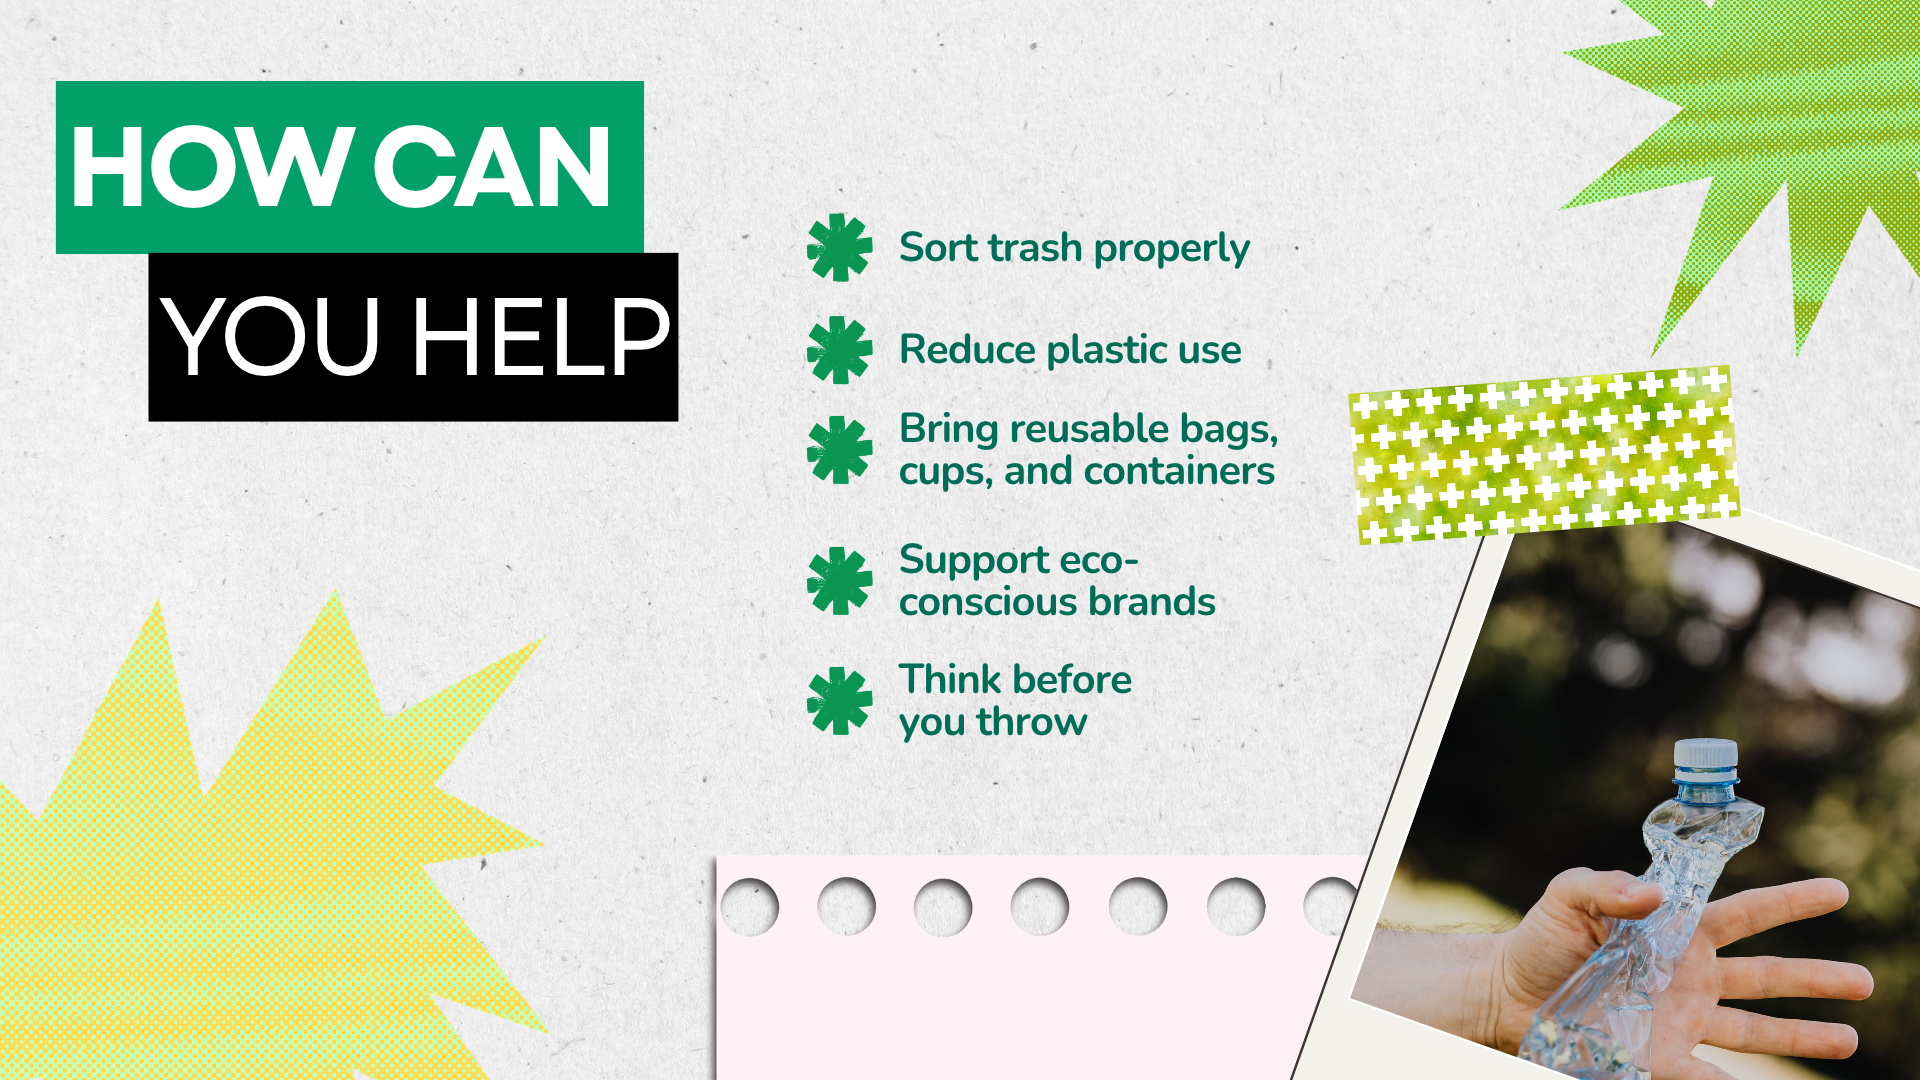 HOW CAN
YOU HELP
Sort trash properly
Reduce plastic use
Bring reusable bags,
cups, and containers
Support eco-
conscious brands
Think before
you throw